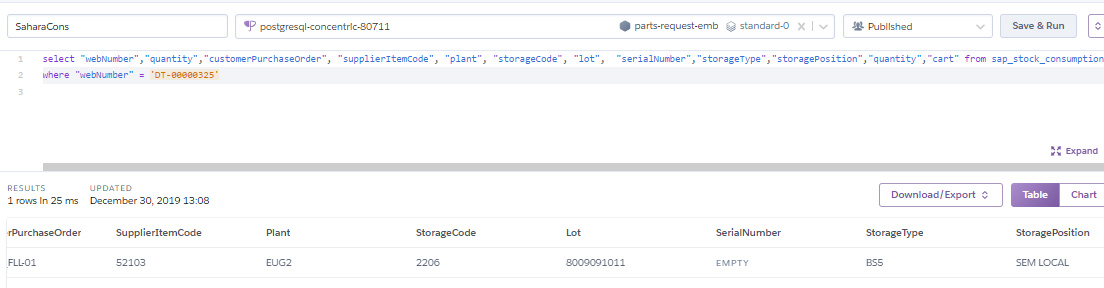 SaharaCons
postgresql-concentric-80711
parts-request-emb
standard-0
Published
Save & Run
1 select "webNumber","quantity","customerPurchaseOrder", "supplierItemCode", "plant", "storageCode", "lot", "serialNumber","storageType","storagePosition","quantity","cart" from sap_stock_consumption
2 where "webNumber" = 'DT-00000325'
3
Expand
RESULTS UPDATED
1 rows In 25 ms December 30, 2019 13:08
Download/Export Table Chart
rPurchaseOrder SupplierItemCode Plant StorageCode Lot SerialNumber StorageType StoragePosition
_FLL-01 52103 EUG2 2206 8009091011 EMPTY BS5 SEM LOCAL